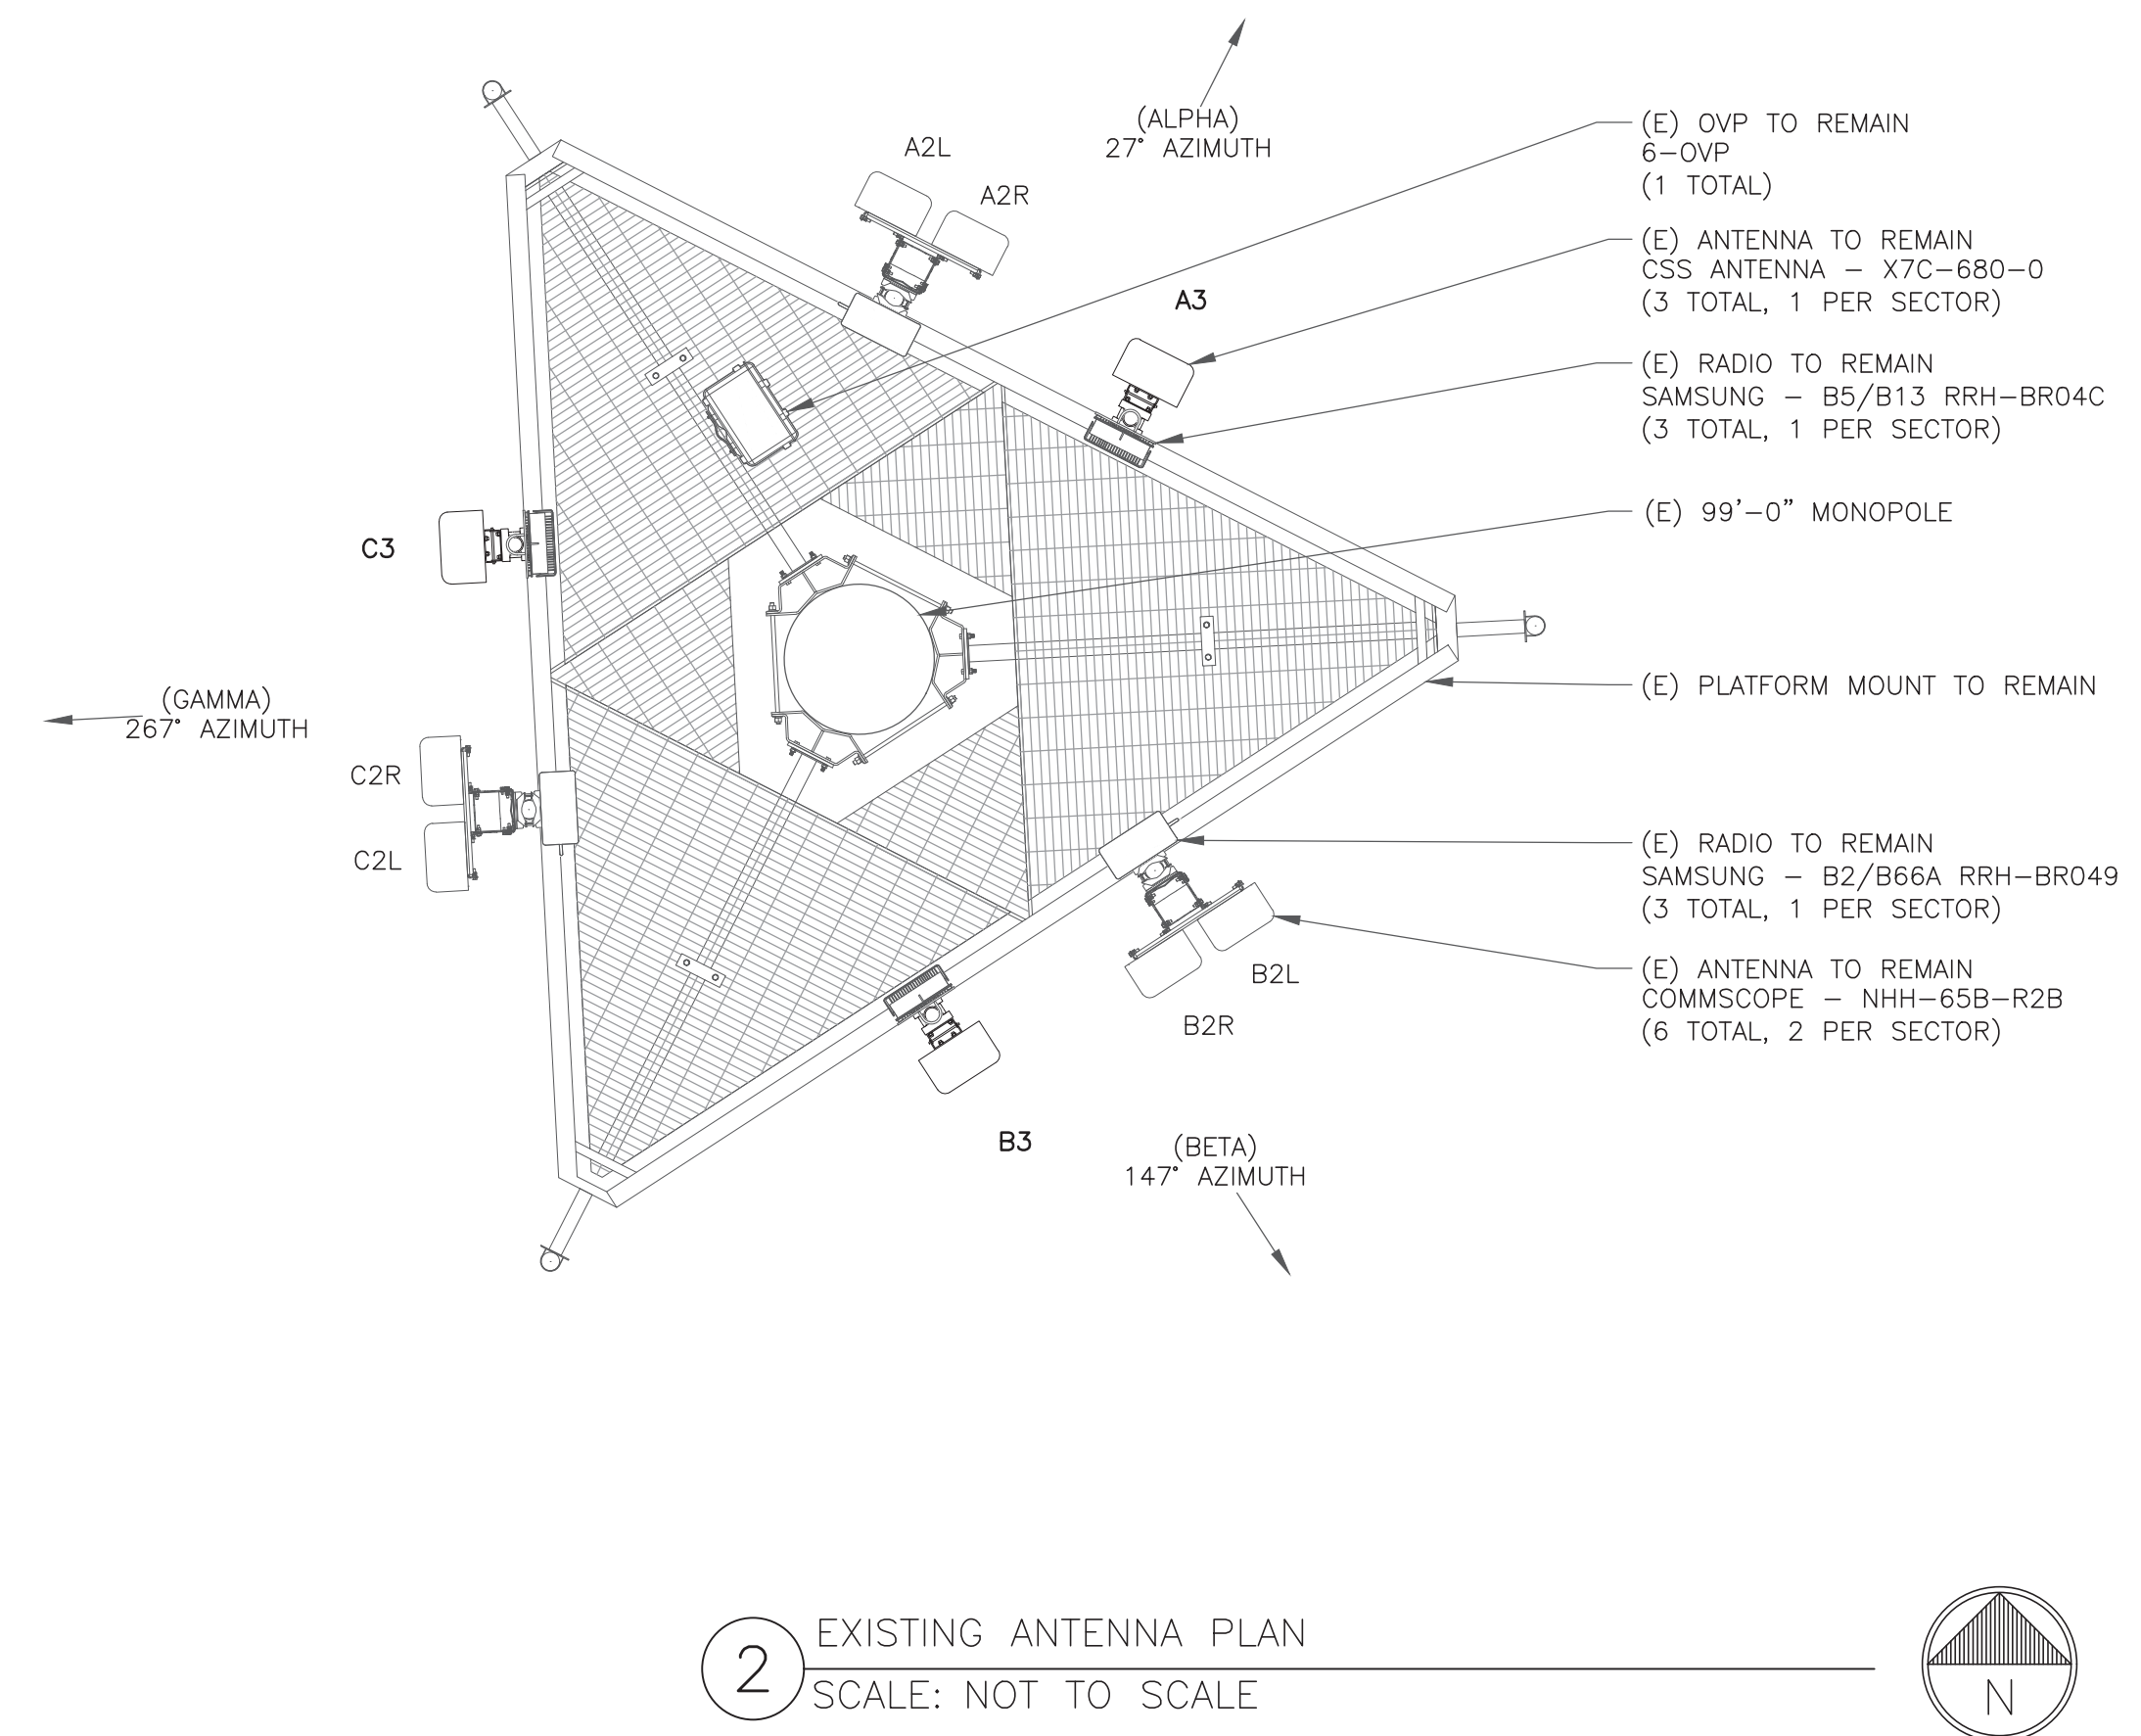 (ALPHA)
27° AZIMUTH
A2L
A2R
A3
(E) OVP TO REMAIN
6-OVP
(1 TOTAL)
(E) ANTENNA TO REMAIN
CSS ANTENNA - X7C-680-0
(3 TOTAL, 1 PER SECTOR)
(E) RADIO TO REMAIN
SAMSUNG - B5/B13 RRH-BR04C
(3 TOTAL, 1 PER SECTOR)
(E) 99'-0" MONOPOLE
C3
(GAMMA)
267° AZIMUTH
C2R
C2L
(E) PLATFORM MOUNT TO REMAIN
(E) RADIO TO REMAIN
SAMSUNG - B2/B66A RRH-BR049
(3 TOTAL, 1 PER SECTOR)
(E) ANTENNA TO REMAIN
COMMSCOPE - NHH-65B-R2B
(6 TOTAL, 2 PER SECTOR)
B2L
B2R
B3
(BETA)
147° AZIMUTH
2
EXISTING ANTENNA PLAN
SCALE: NOT TO SCALE
N